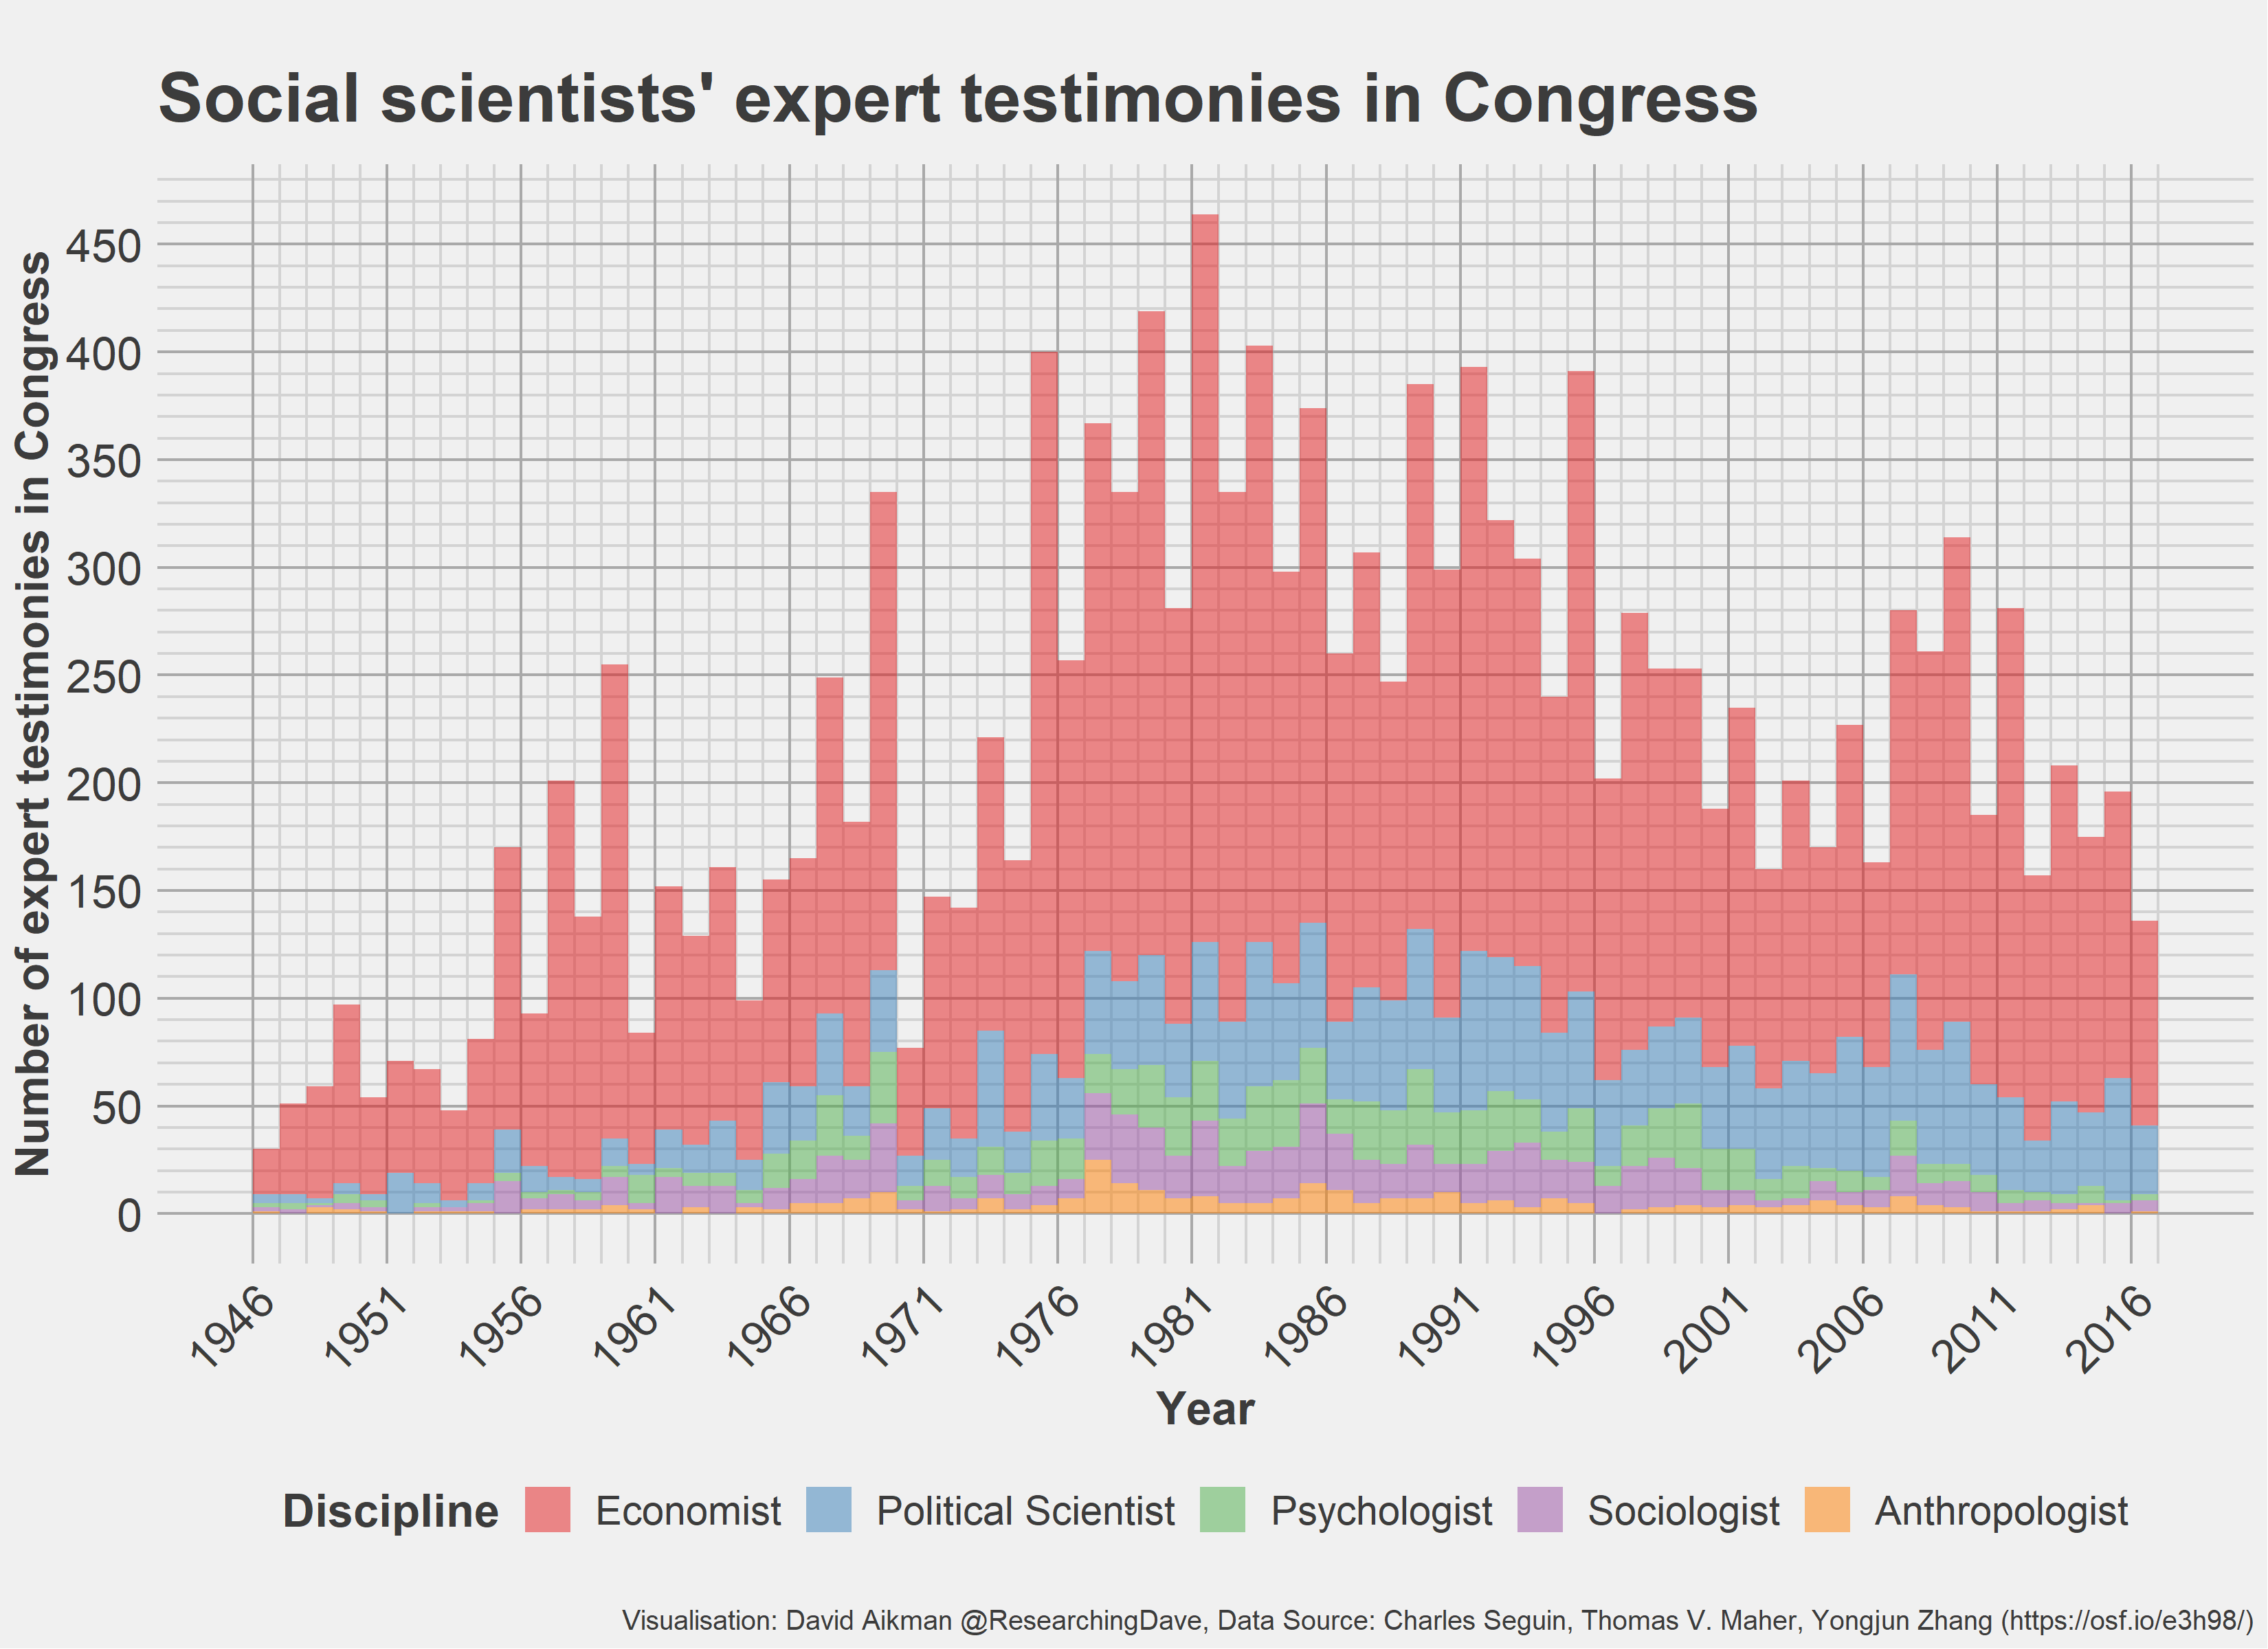 Social scientists' expert testimonies in Congress
Number of expert testimonies in Congress
450
400
350
300
250
200
150
100
50
0
1946 1951 1956 1961 1966 1971 1976 1981 1986 1991 1996 2001 2006 2011 2016
Year
Discipline Economist Political Scientist Psychologist Sociologist Anthropologist
Visualisation: David Aikman @ResearchingDave, Data Source: Charles Seguin, Thomas V. Maher, Yongjun Zhang (https://osf.io/e3h98/)